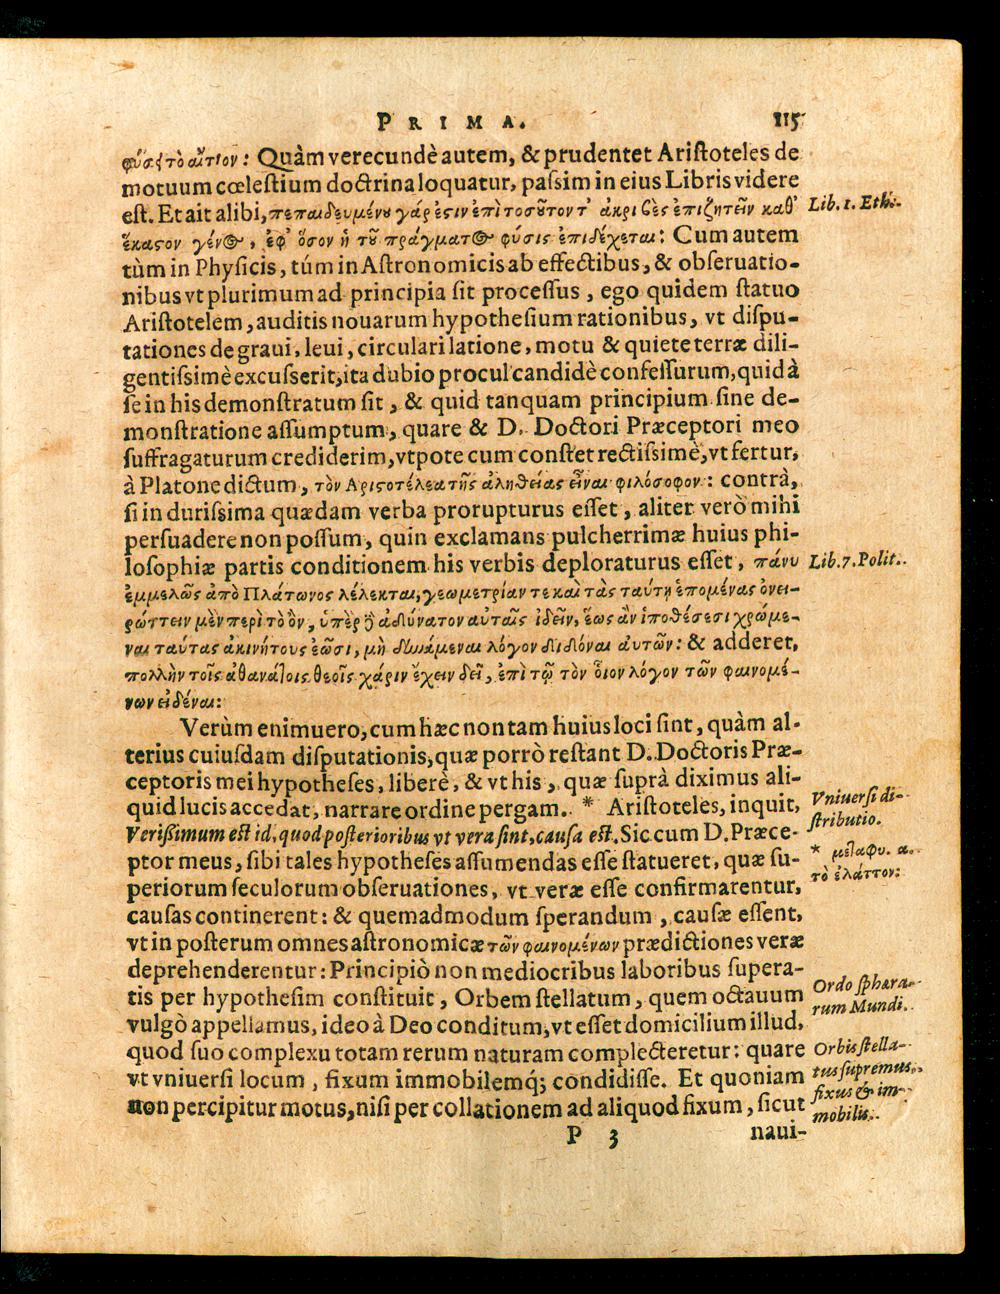 PRIMA. 115
φύσει τὸ αἴτιον: Quàm verecundè autem, & prudentet Aristoteles de
motuum cœlestium doctrina loquatur, passim in eius Libris videre
est. Et ait alibi, πεπαιδευμένου γάρ ἐστιν ἐπὶ τοσοῦτον τ' ἀκριβὲς ἐπιζητεῖν καθ'
Lib. 1. Eth.
ἕκαστον γένος, ἐφ' ὅσον ἡ τοῦ πράγματος φύσις ἐπιδέχεται: Cum autem
tùm in Physicis, túm in Astronomicis ab effectibus, & obseruatio-
nibus vt plurimum ad principia sit processus, ego quidem statuo
Aristotelem, auditis nouarum hypothesium rationibus, vt dispu-
tationes de graui, leui, circulari latione, motu & quiete terræ dili-
gentissimè excusserit, ita dubio procul candidè confessurum, quid à
se in his demonstratum sit, & quid tanquam principium sine de-
monstratione assumptum, quare & D. Doctori Præceptori meo
suffragaturum crediderim, vtpote cum constet rectissimè, vt fertur,
à Platone dictum, τὸν Αριστοτέλεα τῆς ἀληθείας εἶναι φιλόσοφον: contrà,
si in durissima quædam verba prorupturus esset, aliter verò mihi
persuadere non possum, quin exclamans pulcherrimæ huius phi-
losophiæ partis conditionem his verbis deploraturus esset, πάνυ
Lib. 7. Polit.
ἐμμελῶς ἀπὸ Πλάτωνος λέλεκται, γεωμετρίαν τε καὶ τὰς ταύτῃ ἑπομένας ὀνει-
ρώττειν μὲν περὶ τὸ ὂν, ὑπὲρ δὲ ἀδύνατον αὐταῖς ἰδεῖν, ἕως ἂν ὑποθέσεσι χρώμε-
ναι ταύτας ἀκινήτους ἐῶσι, μὴ δυνάμεναι λόγον διδόναι αὐτῶν: & adderet,
πολλὴν τοῖς ἀθανάτοις θεοῖς χάριν ἔχειν δεῖ, ἐπὶ τῷ τὸν οἷον λόγον τῶν φαινομέ-
νων εἰδέναι:
Verùm enimuero, cum hæc non tam huius loci sint, quàm al-
terius cuiusdam disputationis, quæ porrò restant D. Doctoris Præ-
ceptoris mei hypotheses, liberè, & vt his, quæ suprà diximus ali-
quid lucis accedat, narrare ordine pergam. * Aristoteles, inquit,
Vniuersi di-
stributio.
Verissimum est id, quod posterioribus vt vera sint, causa est. Sic cum D. Præce-
ptor meus, sibi tales hypotheses assumendas esse statueret, quæ su-
* μεταφυ. α.
τὸ ἐλάττον:
periorum seculorum obseruationes, vt veræ esse confirmarentur,
causas continerent: & quemadmodum sperandum, causæ essent,
vt in posterum omnes astronomicæ τῶν φαινομένων prædictiones veræ
deprehenderentur: Principiò non mediocribus laboribus supera-
tis per hypothesim constituit, Orbem stellatum, quem octauum
Ordo sphæra-
rum Mundi.
vulgò appellamus, ideo à Deo conditum, vt esset domicilium illud,
quod suo complexu totam rerum naturam complecteretur: quare
Orbis stella-
tus supremus,
fixus & im-
mobilis.
vt vniuersi locum, fixum immobilemq́; condidisse. Et quoniam
non percipitur motus, nisi per collationem ad aliquod fixum, sicut
P 3 naui-